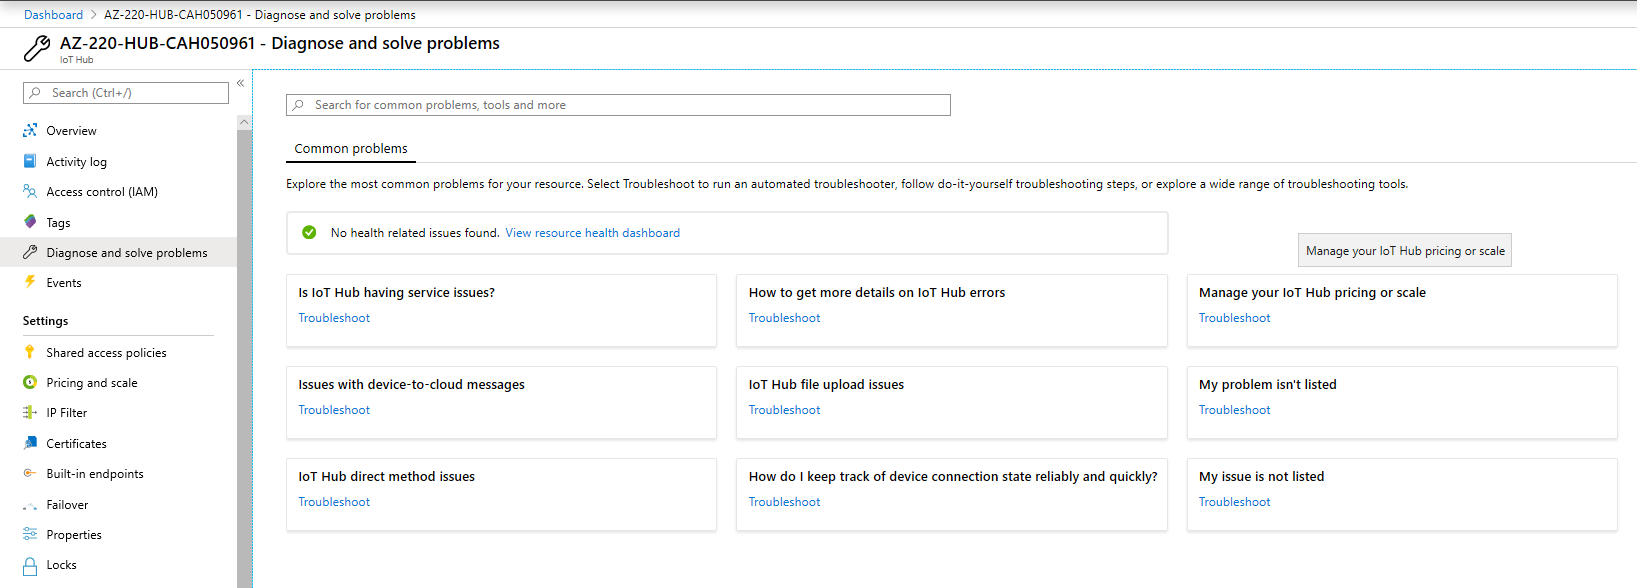 Dashboard > AZ-220-HUB-CAH050961 - Diagnose and solve problems
AZ-220-HUB-CAH050961 - Diagnose and solve problems
IoT Hub
Search (Ctrl+/)
«
Overview
Activity log
Access control (IAM)
Tags
Diagnose and solve problems
Events
Settings
Shared access policies
Pricing and scale
IP Filter
Certificates
Built-in endpoints
Failover
Properties
Locks
Search for common problems, tools and more
Common problems
Explore the most common problems for your resource. Select Troubleshoot to run an automated troubleshooter, follow do-it-yourself troubleshooting steps, or explore a wide range of troubleshooting tools.
No health related issues found. View resource health dashboard
Manage your IoT Hub pricing or scale
Is IoT Hub having service issues?
Troubleshoot
How to get more details on IoT Hub errors
Troubleshoot
Manage your IoT Hub pricing or scale
Troubleshoot
Issues with device-to-cloud messages
Troubleshoot
IoT Hub file upload issues
Troubleshoot
My problem isn't listed
Troubleshoot
IoT Hub direct method issues
Troubleshoot
How do I keep track of device connection state reliably and quickly?
Troubleshoot
My issue is not listed
Troubleshoot